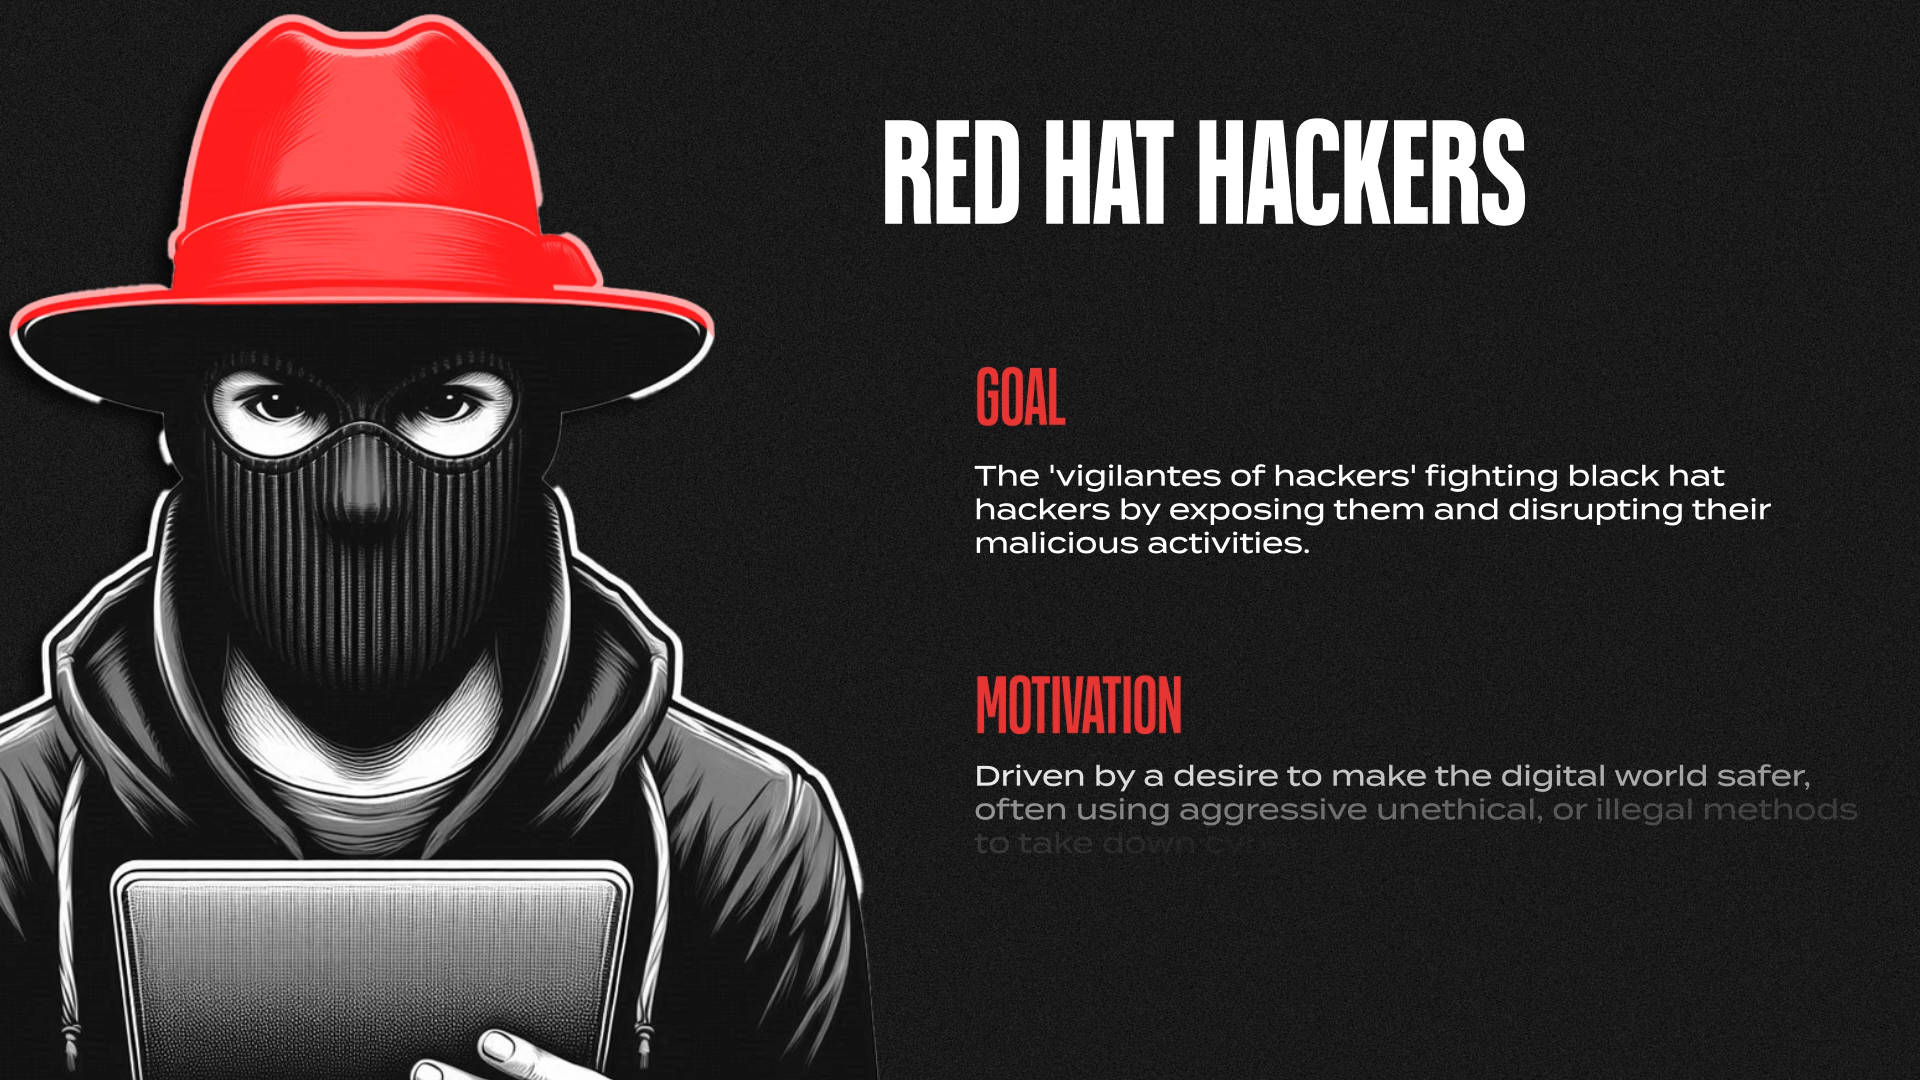 RED HAT HACKERS
GOAL
The 'vigilantes of hackers' fighting black hat
hackers by exposing them and disrupting their
malicious activities.
MOTIVATION
Driven by a desire to make the digital world safer,
often using aggressive unethical, or illegal methods
to take down